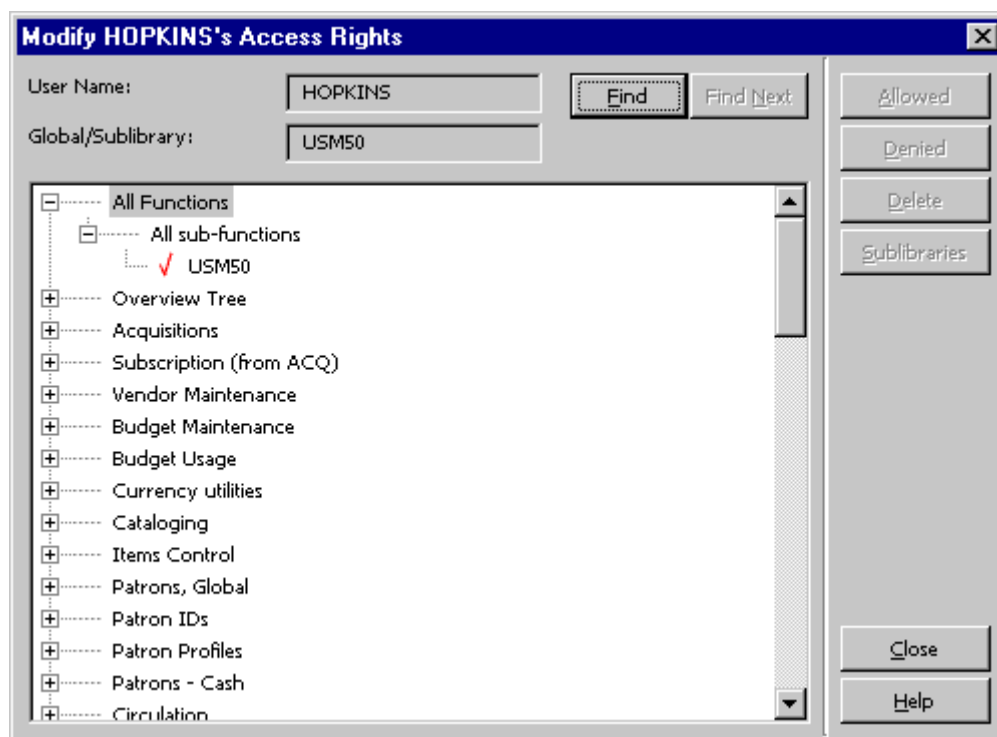 Modify HOPKINS's Access Rights
User Name:
HOPKINS
Find
Find Next
Global/Sublibrary:
USM50
All Functions
All sub-functions
USM50
Overview Tree
Acquisitions
Subscription (from ACQ)
Vendor Maintenance
Budget Maintenance
Budget Usage
Currency utilities
Cataloging
Items Control
Patrons, Global
Patron IDs
Patron Profiles
Patrons - Cash
Circulation
Allowed
Denied
Delete
Sublibraries
Close
Help